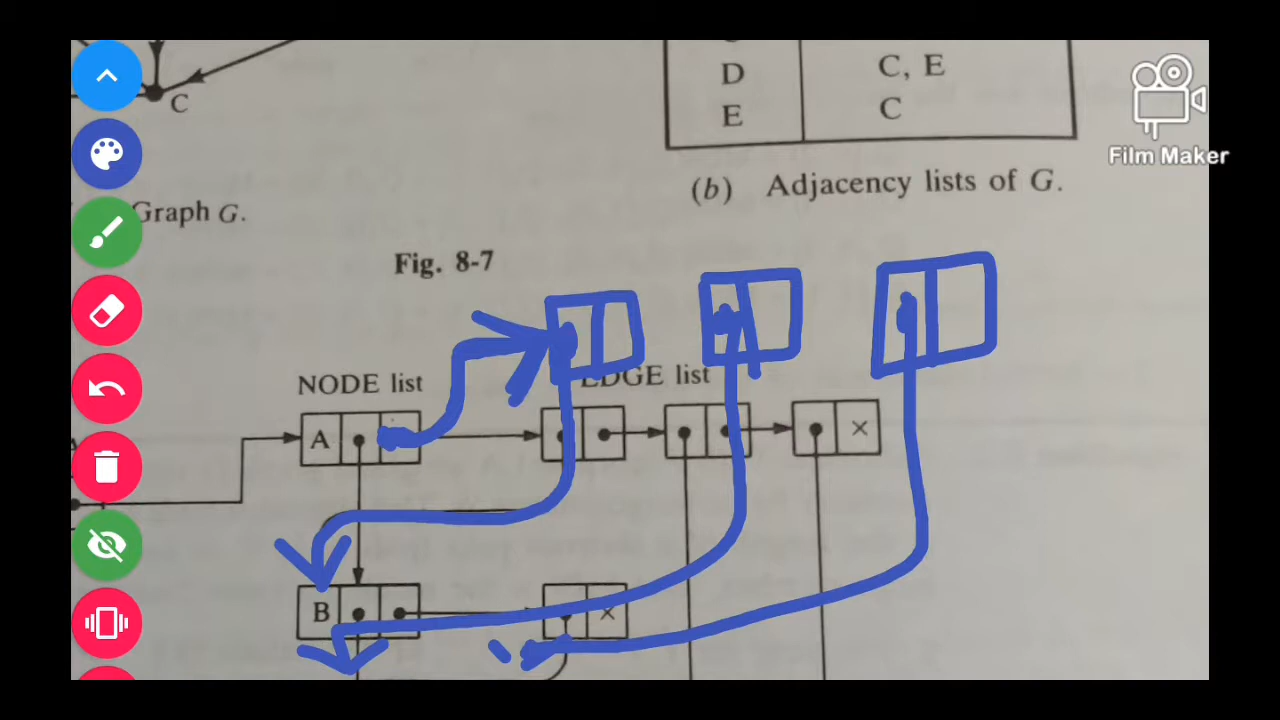 D C, E
E C
C
(b) Adjacency lists of G.
Graph G.
Fig. 8-7
NODE list EDGE list
A ×
B ×
Film Maker